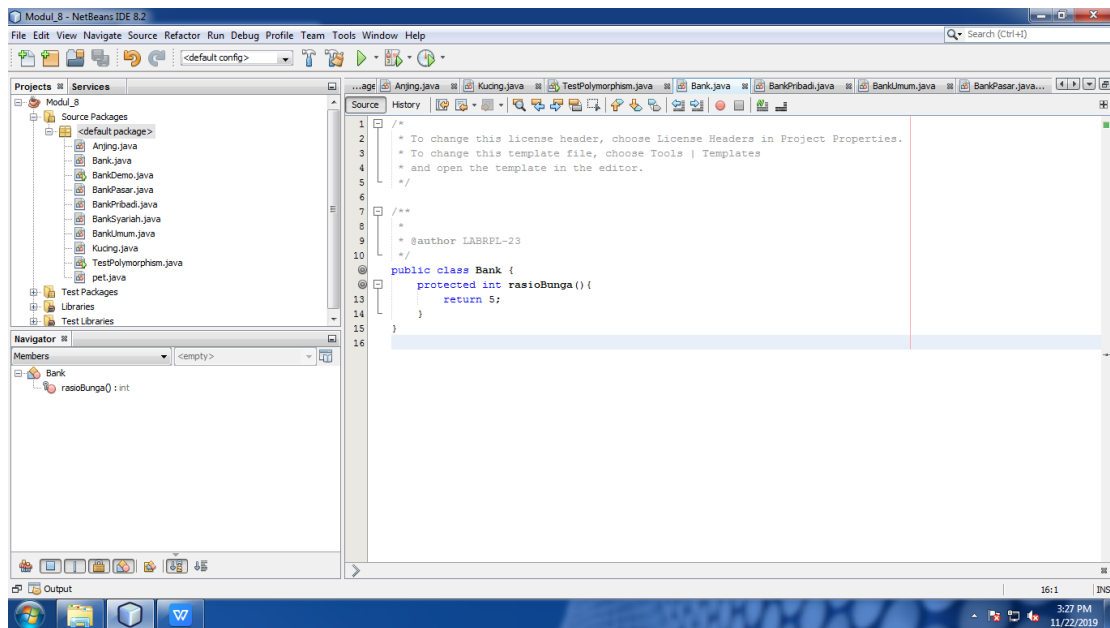 Modul_8 - NetBeans IDE 8.2
File Edit View Navigate Source Refactor Run Debug Profile Team Tools Window Help
Search (Ctrl+I)
<default config>
Projects Services
Modul_8
Source Packages
<default package>
Anjing.java
Bank.java
BankDemo.java
BankPasar.java
BankPribadi.java
BankSyariah.java
BankUmum.java
Kucing.java
TestPolymorphism.java
pet.java
Test Packages
Libraries
Test Libraries
Navigator
Members <empty>
Bank
rasioBunga() : int
...age Anjing.java Kucing.java TestPolymorphism.java Bank.java BankPribadi.java BankUmum.java BankPasar.java...
Source History
1 /*
2 * To change this license header, choose License Headers in Project Properties.
3 * To change this template file, choose Tools | Templates
4 * and open the template in the editor.
5 */
6
7 /**
8 *
9 * @author LABRPL-23
10 */
public class Bank {
protected int rasioBunga(){
13 return 5;
14 }
15 }
16
Output
16:1 INS
3:27 PM
11/22/2019